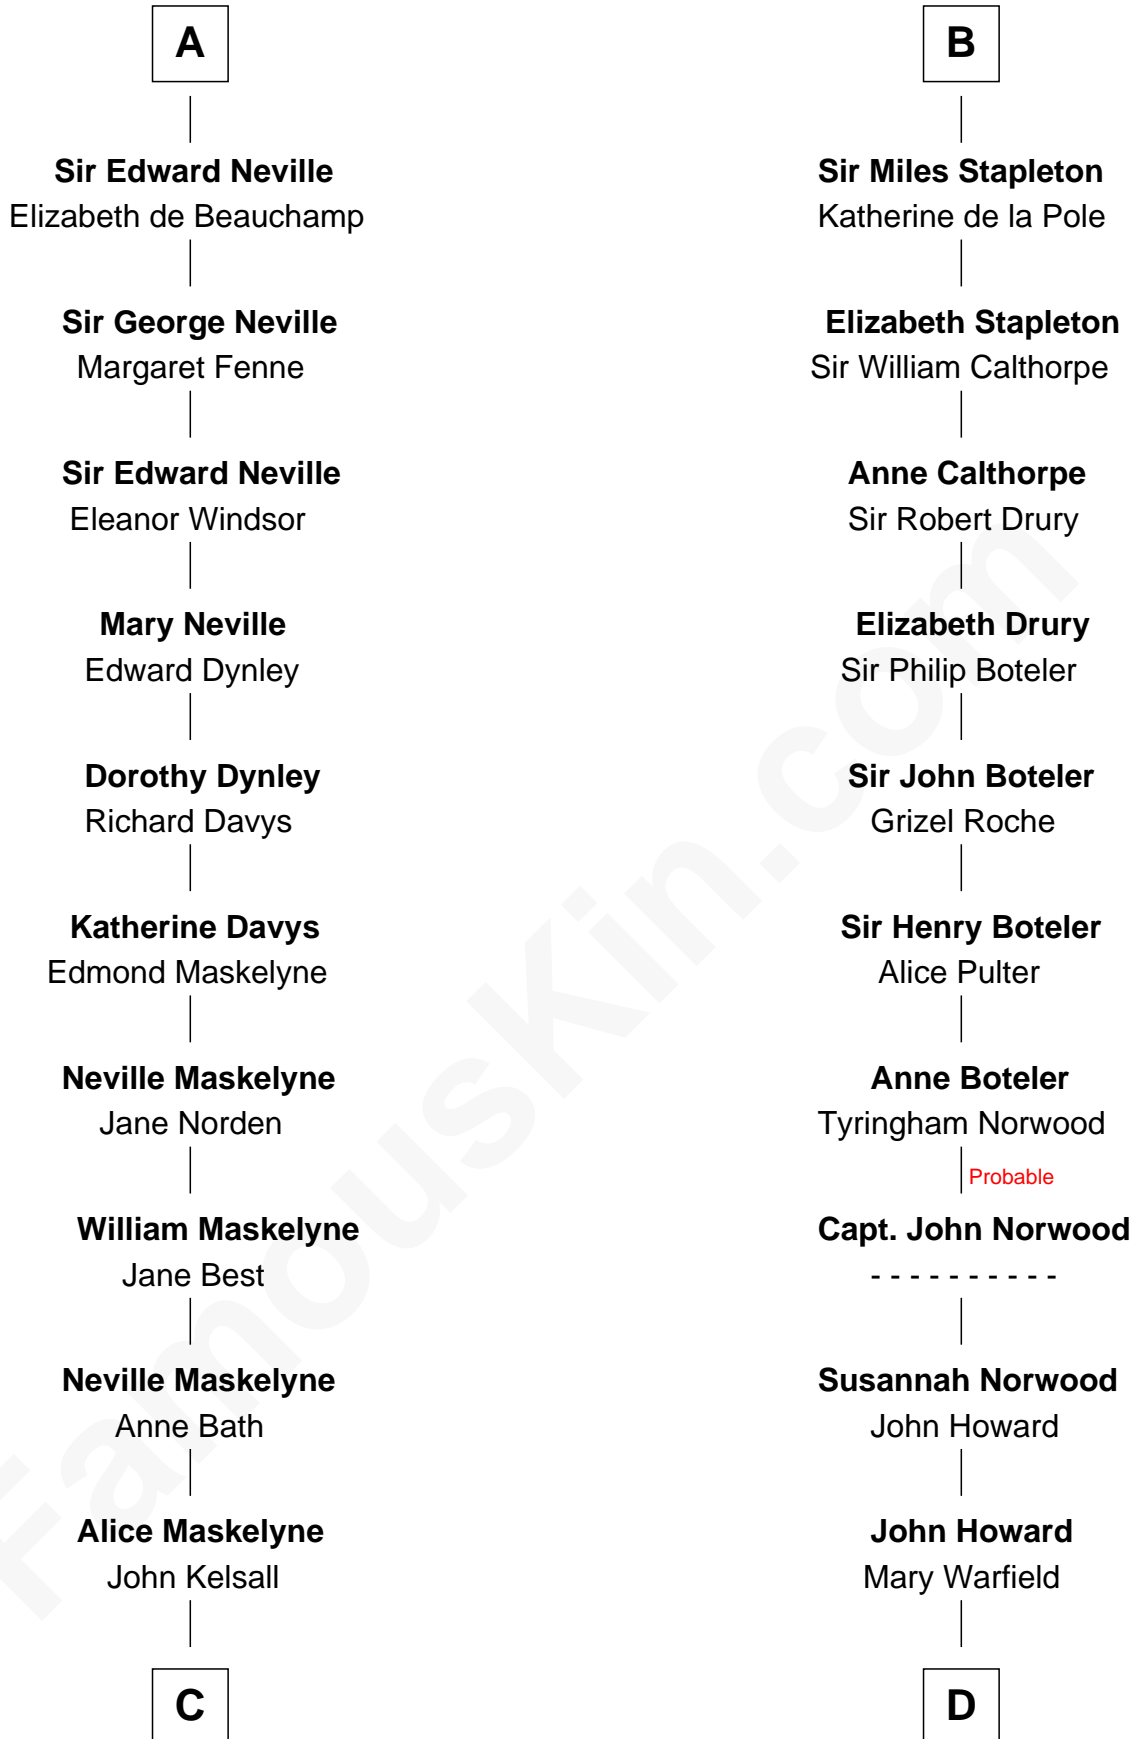 A
Sir Edward Neville
Elizabeth de Beauchamp
Sir George Neville
Margaret Fenne
Sir Edward Neville
Eleanor Windsor
Mary Neville
Edward Dynley
Dorothy Dynley
Richard Davys
Katherine Davys
Edmond Maskelyne
Neville Maskelyne
Jane Norden
William Maskelyne
Jane Best
Neville Maskelyne
Anne Bath
Alice Maskelyne
John Kelsall
C
B
Sir Miles Stapleton
Katherine de la Pole
Elizabeth Stapleton
Sir William Calthorpe
Anne Calthorpe
Sir Robert Drury
Elizabeth Drury
Sir Philip Boteler
Sir John Boteler
Grizel Roche
Sir Henry Boteler
Alice Pulter
Anne Boteler
Tyringham Norwood
Probable
Capt. John Norwood
- - - - - - - - - -
Susannah Norwood
John Howard
John Howard
Mary Warfield
D
FamousKin.com